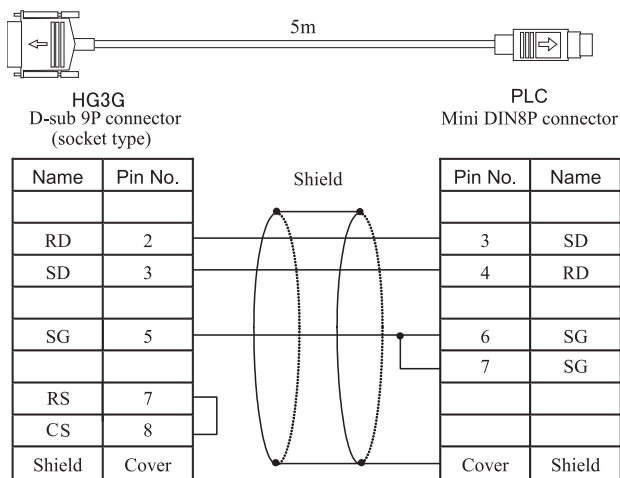 5m
HG3G
D-sub 9P connector
(socket type)
PLC
Mini DIN8P connector
Name Pin No. Shield Pin No. Name
RD 2 3 SD
SD 3 4 RD
SG 5 6 SG
7 SG
RS 7
CS 8
Shield Cover Cover Shield